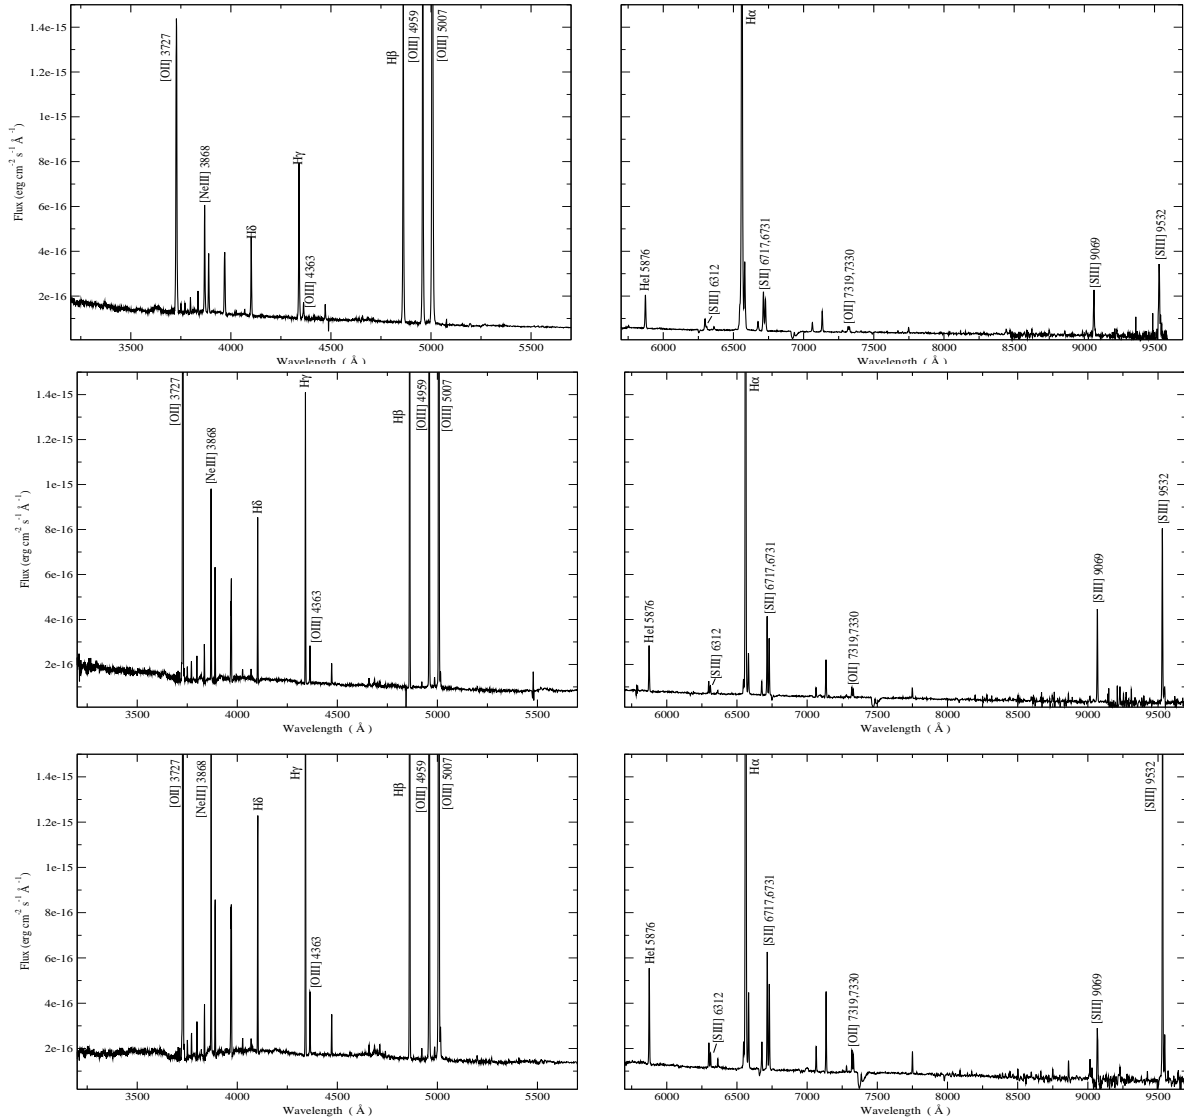 1.4e-15
1.2e-15
1e-15
8e-16
6e-16
4e-16
2e-16
Flux (erg cm-2 s-1 Å-1)
[OII] 3727
[NeIII] 3868
Hδ
Hγ
[OIII] 4363
Hβ
[OIII] 4959
[OIII] 5007
3500 4000 4500 5000 5500
Wavelength ( Å )
HeI 5876
[SIII] 6312
Hα
[SII] 6717,6731
[OII] 7319,7330
[SIII] 9069
[SIII] 9532
6000 6500 7000 7500 8000 8500 9000 9500
Wavelength ( Å )
1.4e-15
1.2e-15
1e-15
8e-16
6e-16
4e-16
2e-16
Flux (erg cm-2 s-1 Å-1)
[OII] 3727
[NeIII] 3868
Hδ
Hγ
[OIII] 4363
Hβ
[OIII] 4959
[OIII] 5007
3500 4000 4500 5000 5500
Wavelength ( Å )
HeI 5876
[SIII] 6312
Hα
[SII] 6717,6731
[OII] 7319,7330
[SIII] 9069
[SIII] 9532
6000 6500 7000 7500 8000 8500 9000 9500
Wavelength ( Å )
1.4e-15
1.2e-15
1e-15
8e-16
6e-16
4e-16
2e-16
Flux (erg cm-2 s-1 Å-1)
[OII] 3727
[NeIII] 3868
Hδ
Hγ
[OIII] 4363
Hβ
[OIII] 4959
[OIII] 5007
3500 4000 4500 5000 5500
Wavelength ( Å )
HeI 5876
[SIII] 6312
Hα
[SII] 6717,6731
[OII] 7319,7330
[SIII] 9069
[SIII] 9532
6000 6500 7000 7500 8000 8500 9000 9500
Wavelength ( Å )